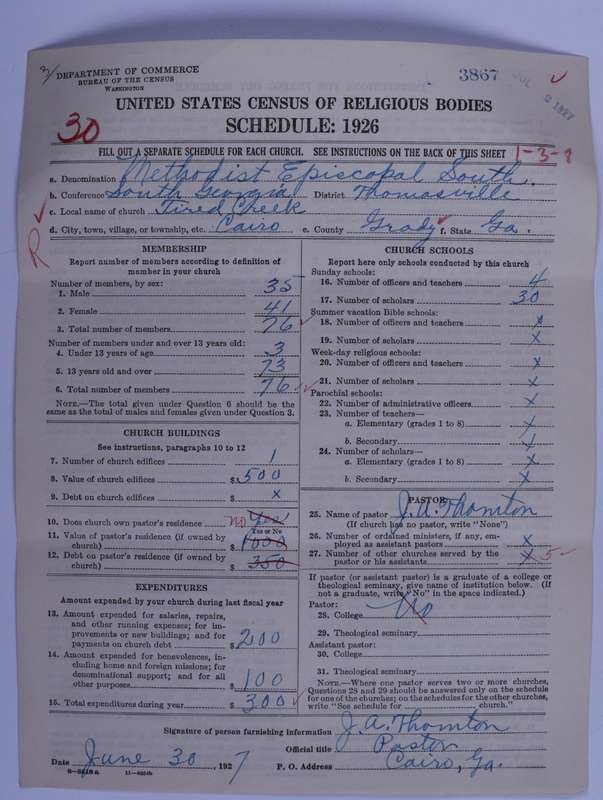 3/
DEPARTMENT OF COMMERCE
BUREAU OF THE CENSUS
WASHINGTON
3867
JUL 2 1927
UNITED STATES CENSUS OF RELIGIOUS BODIES
30
SCHEDULE: 1926
FILL OUT A SEPARATE SCHEDULE FOR EACH CHURCH. SEE INSTRUCTIONS ON THE BACK OF THIS SHEET
1-3-8
a. Denomination Methodist Episcopal South.
b. Conference South Georgia District Thomasville
c. Local name of church Tired Creek
d. City, town, village, or township, etc. Cairo e. County Grady f. State Ga.
R
MEMBERSHIP
Report number of members according to definition of
member in your church
Number of members, by sex:
1. Male 35
2. Female 41
3. Total number of members 76
Number of members under and over 13 years old:
4. Under 13 years of age 3
5. 13 years old and over 73
6. Total number of members 76
NOTE.—The total given under Question 6 should be the
same as the total of males and females given under Question 3.
CHURCH BUILDINGS
See instructions, paragraphs 10 to 12
7. Number of church edifices 1
8. Value of church edifices $500
9. Debt on church edifices $ x
10. Does church own pastor's residence no yes
Yes or No
11. Value of pastor's residence (if owned by
church) $1000
12. Debt on pastor's residence (if owned by
church) $350
EXPENDITURES
Amount expended by your church during last fiscal year
13. Amount expended for salaries, repairs,
and other running expenses; for im-
provements or new buildings; and for
payments on church debt $200
14. Amount expended for benevolences, in-
cluding home and foreign missions; for
denominational support; and for all
other purposes $100
15. Total expenditures during year $300
CHURCH SCHOOLS
Report here only schools conducted by this church
Sunday schools:
16. Number of officers and teachers 4
17. Number of scholars 30
Summer vacation Bible schools:
18. Number of officers and teachers x
19. Number of scholars x
Week-day religious schools:
20. Number of officers and teachers x
21. Number of scholars x
Parochial schools:
22. Number of administrative officers x
23. Number of teachers—
a. Elementary (grades 1 to 8) x
b. Secondary x
24. Number of scholars—
a. Elementary (grades 1 to 8) x
b. Secondary x
PASTOR
25. Name of pastor J. A. Thornton
(If church has no pastor, write "None")
26. Number of ordained ministers, if any, em-
ployed as assistant pastors x
27. Number of other churches served by the
pastor or his assistants x 5
If pastor (or assistant pastor) is a graduate of a college or
theological seminary, give name of institution below. (If
not a graduate, write "No" in the space indicated.)
Pastor:
28. College No
29. Theological seminary
Assistant pastor:
30. College
31. Theological seminary
NOTE.—Where one pastor serves two or more churches,
Questions 28 and 29 should be answered only on the schedule
for one of the churches; on the schedules for the other churches,
write "See schedule for church."
Signature of person furnishing information J. A. Thornton
Official title Pastor
Date June 30, 1927 P. O. Address Cairo, Ga.